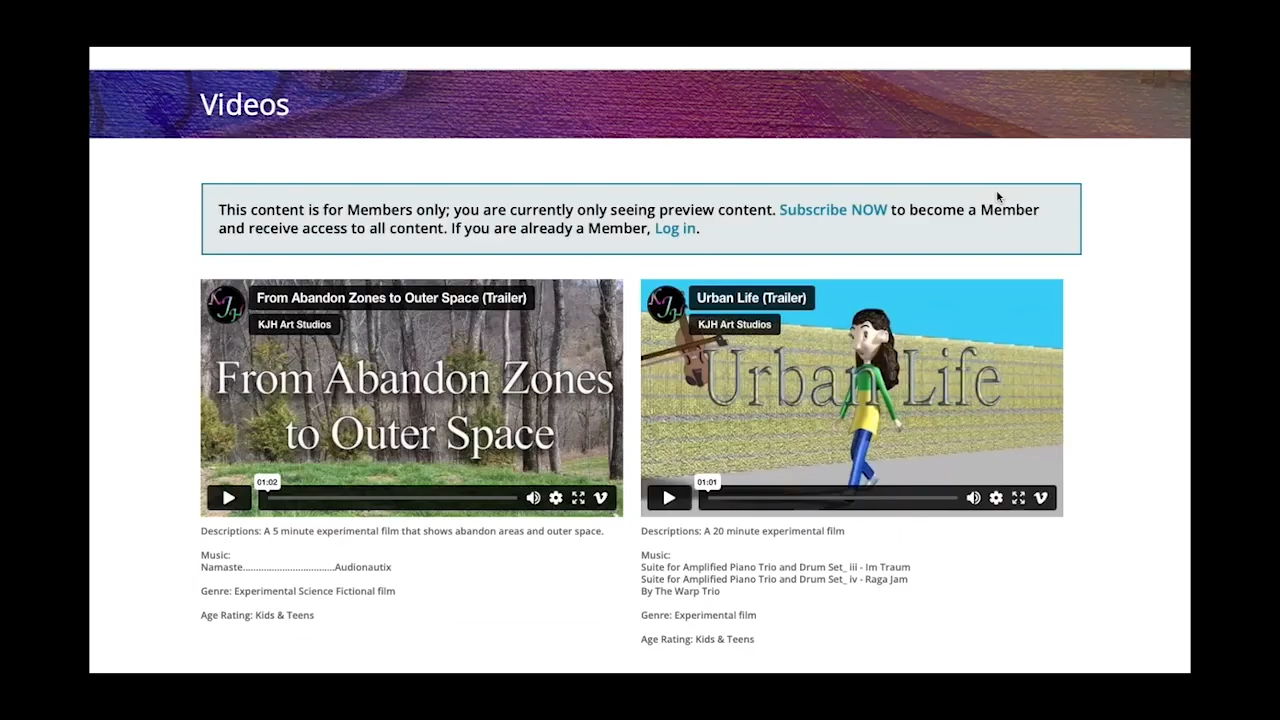 Videos
This content is for Members only; you are currently only seeing preview content. Subscribe NOW to become a Member
and receive access to all content. If you are already a Member, Log in.
KJH
From Abandon Zones to Outer Space (Trailer)
KJH Art Studios
From Abandon Zones
to Outer Space
01:02
Descriptions: A 5 minute experimental film that shows abandon areas and outer space.
Music:
Namaste..................................Audionautix
Genre: Experimental Science Fictional film
Age Rating: Kids & Teens
KJH
Urban Life (Trailer)
KJH Art Studios
Urban Life
01:01
Descriptions: A 20 minute experimental film
Music:
Suite for Amplified Piano Trio and Drum Set_ iii - Im Traum
Suite for Amplified Piano Trio and Drum Set_ iv - Raga Jam
By The Warp Trio
Genre: Experimental film
Age Rating: Kids & Teens